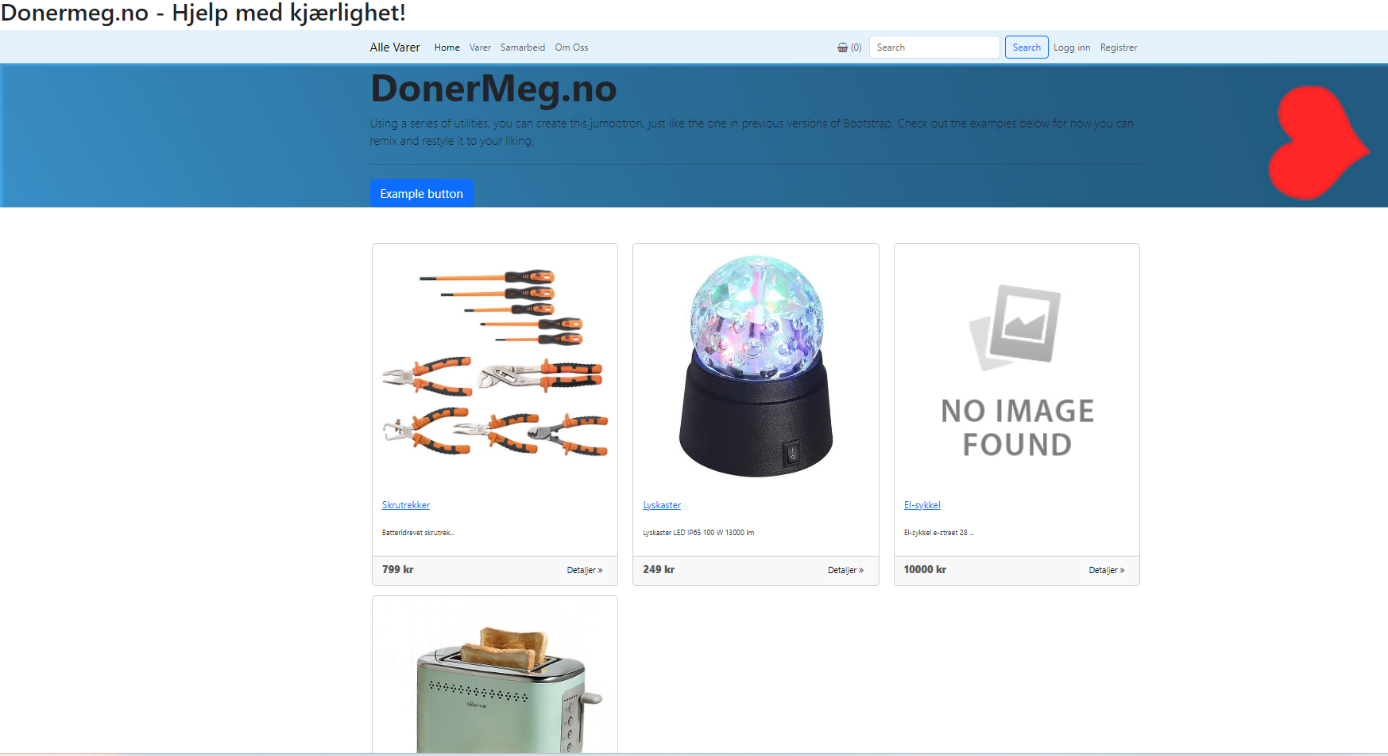 Donermeg.no - Hjelp med kjærlighet!
Alle Varer Home Varer Samarbeid Om Oss (0) Search Search Logg inn Registrer
DonerMeg.no
Using a series of utilities, you can create this jumbotron, just like the one in previous versions of Bootstrap. Check out the examples below for how you can
remix and restyle it to your liking.
Example button
NO IMAGE
FOUND
Skrutrekker Lyskaster El-sykkel
Batteridrevet skrutrek... Lyskaster LED IP65 100 W 13000 lm El-sykkel e-street 28 ...
799 kr Detaljer » 249 kr Detaljer » 10000 kr Detaljer »